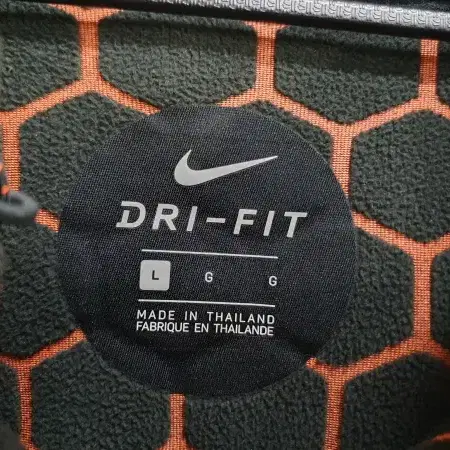 DRI-FIT
L G G
MADE IN THAILAND
FABRIQUE EN THAILANDE